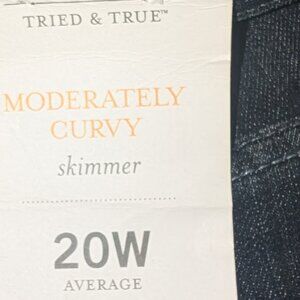 TRIED & TRUE™
MODERATELY
CURVY
skimmer
20W
AVERAGE